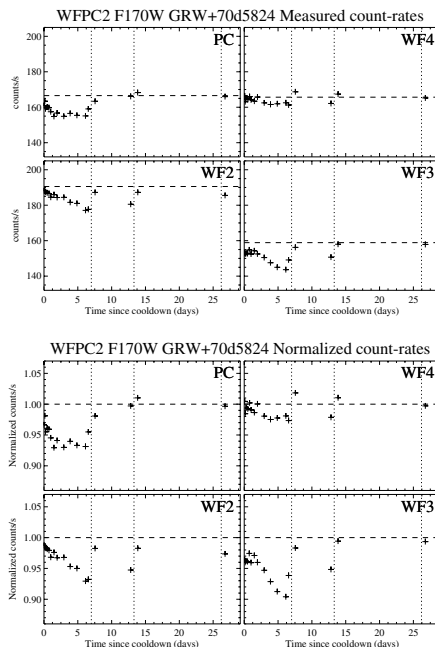 WFPC2 F170W GRW+70d5824 Measured count-rates
PC
WF4
counts/s
200
180
160
140
WF2
WF3
counts/s
200
180
160
140
0 5 10 15 20 25
0 5 10 15 20 25
Time since cooldown (days)
Time since cooldown (days)
WFPC2 F170W GRW+70d5824 Normalized count-rates
PC
WF4
Normalized counts/s
1.05
1.00
0.95
0.90
WF2
WF3
Normalized counts/s
1.05
1.00
0.95
0.90
0 5 10 15 20 25
0 5 10 15 20 25
Time since cooldown (days)
Time since cooldown (days)